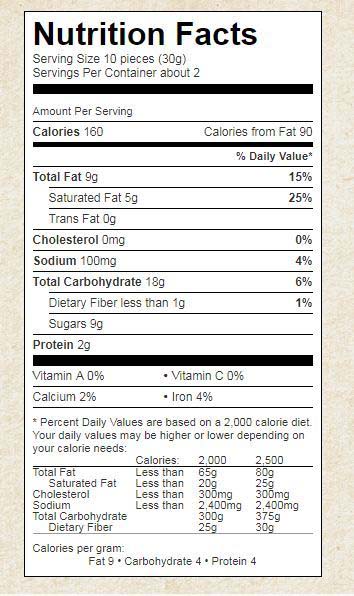 Nutrition Facts
Serving Size 10 pieces (30g)
Servings Per Container about 2
Amount Per Serving
Calories 160 Calories from Fat 90
% Daily Value*
Total Fat 9g 15%
Saturated Fat 5g 25%
Trans Fat 0g
Cholesterol 0mg 0%
Sodium 100mg 4%
Total Carbohydrate 18g 6%
Dietary Fiber less than 1g 1%
Sugars 9g
Protein 2g
Vitamin A 0% • Vitamin C 0%
Calcium 2% • Iron 4%
* Percent Daily Values are based on a 2,000 calorie diet.
Your daily values may be higher or lower depending on
your calorie needs:
Calories: 2,000 2,500
Total Fat Less than 65g 80g
Saturated Fat Less than 20g 25g
Cholesterol Less than 300mg 300mg
Sodium Less than 2,400mg 2,400mg
Total Carbohydrate 300g 375g
Dietary Fiber 25g 30g
Calories per gram:
Fat 9 • Carbohydrate 4 • Protein 4